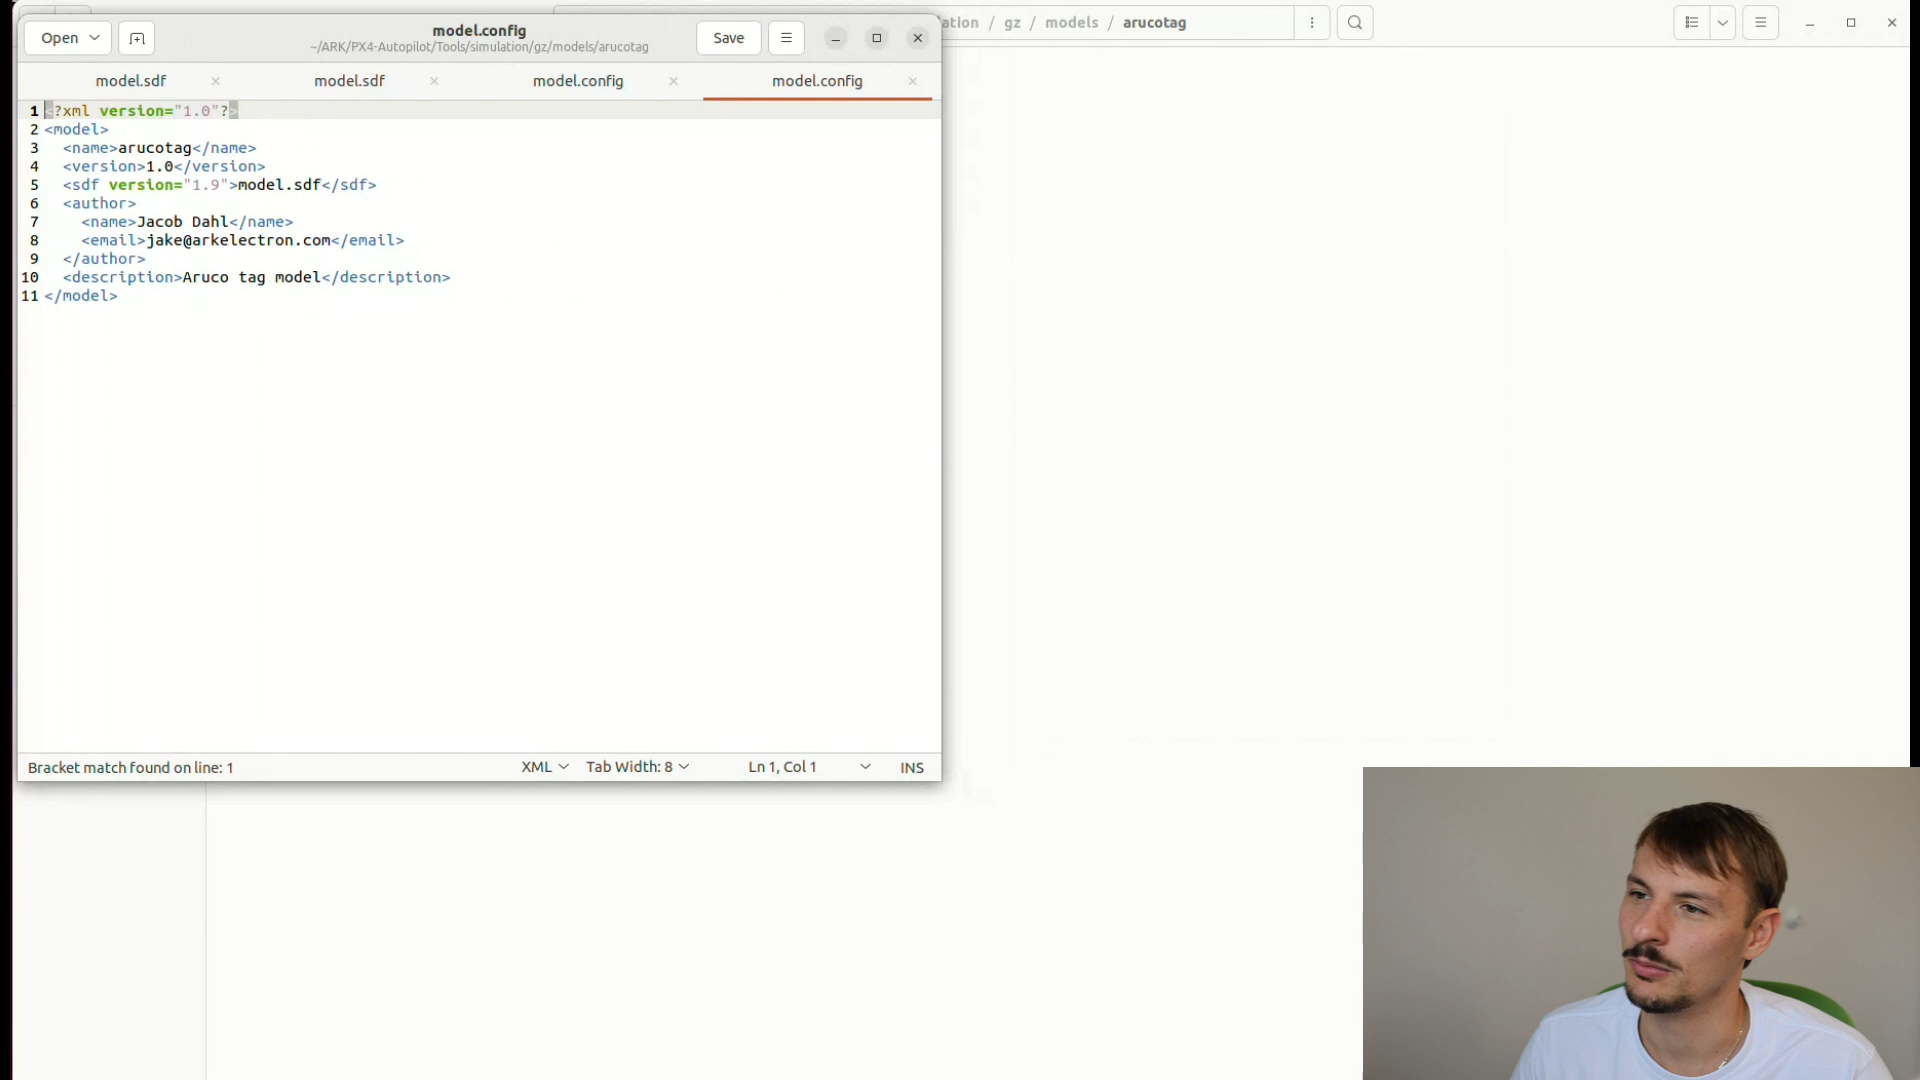 Open
model.config
~/ARK/PX4-Autopilot/Tools/simulation/gz/models/arucotag
Save
ation / gz / models / arucotag
model.sdf
model.sdf
model.config
model.config
1 <?xml version="1.0"?>
2 <model>
3 <name>arucotag</name>
4 <version>1.0</version>
5 <sdf version="1.9">model.sdf</sdf>
6 <author>
7 <name>Jacob Dahl</name>
8 <email>jake@arkelectron.com</email>
9 </author>
10 <description>Aruco tag model</description>
11 </model>
Bracket match found on line: 1
XML
Tab Width: 8
Ln 1, Col 1
INS